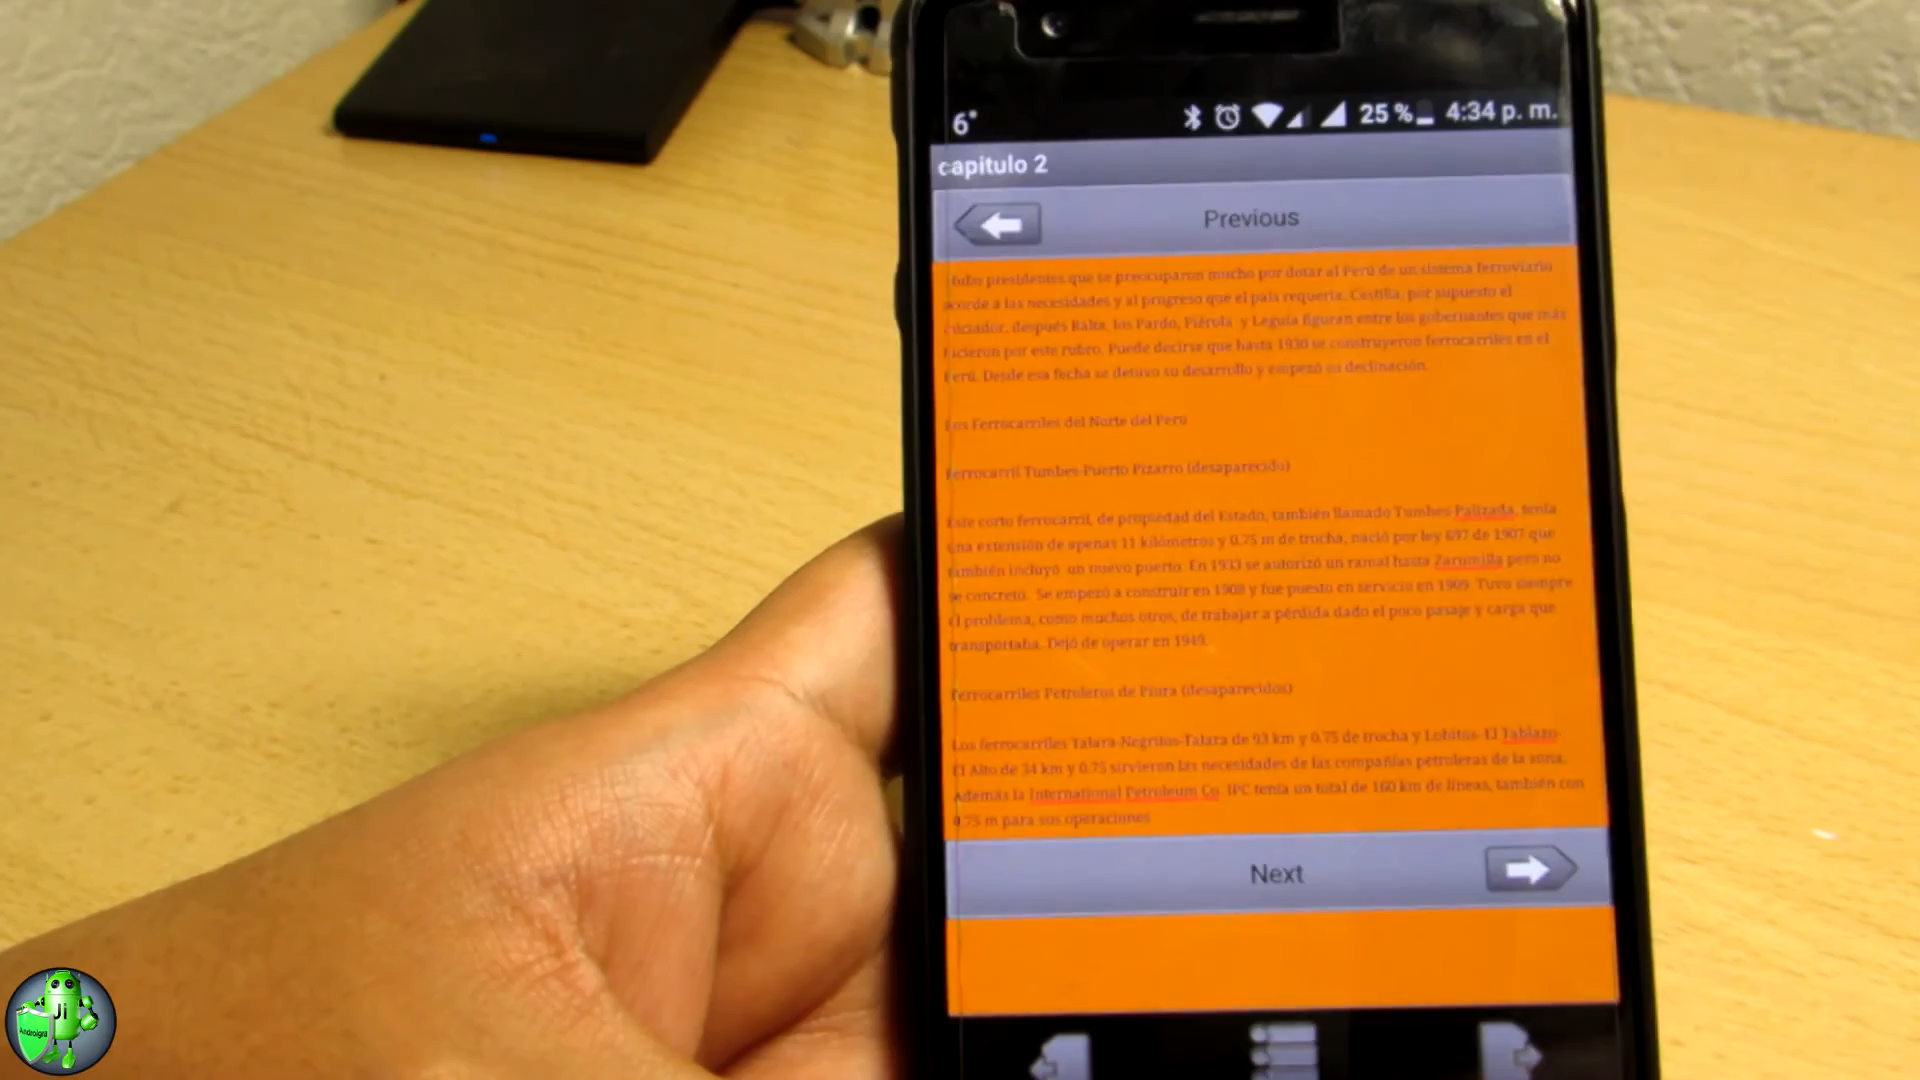 6°
25 %
4:34 p. m.
capitulo 2
Previous
Hubo presidentes que se preocuparon mucho por dotar al Perú de un sistema ferroviario
acorde a las necesidades y al progreso que el país requería. Castilla, por supuesto el
iniciador, después Balta, los Pardo, Piérola y Leguía figuran entre los gobernantes que más
hicieron por este rubro. Puede decirse que hasta 1930 se construyeron ferrocarriles en el
Perú. Desde esa fecha se detuvo su desarrollo y empezó su declinación.
Los Ferrocarriles del Norte del Perú
Ferrocarril Tumbes-Puerto Pizarro (desaparecido)
Este corto ferrocarril, de propiedad del Estado, también llamado Tumbes-Palizada, tenía
una extensión de apenas 11 kilómetros y 0.75 m de trocha, nació por ley 697 de 1907 que
también incluyó un nuevo puerto. En 1933 se autorizó un ramal hasta Zarumilla pero no
se concretó. Se empezó a construir en 1908 y fue puesto en servicio en 1909. Tuvo siempre
el problema, como muchos otros, de trabajar a pérdida dado el poco pasaje y carga que
transportaba. Dejó de operar en 1949.
Ferrocarriles Petroleros de Piura (desaparecidos)
Los ferrocarriles Talara-Negritos-Talara de 93 km y 0.75 de trocha y Lobitos- El Tablazo-
El Alto de 34 km y 0.75 sirvieron las necesidades de las compañías petroleras de la zona.
Además la International Petroleum Co. IPC tenía un total de 160 km de líneas, también con
0.75 m para sus operaciones
Next
Ji
Androigra